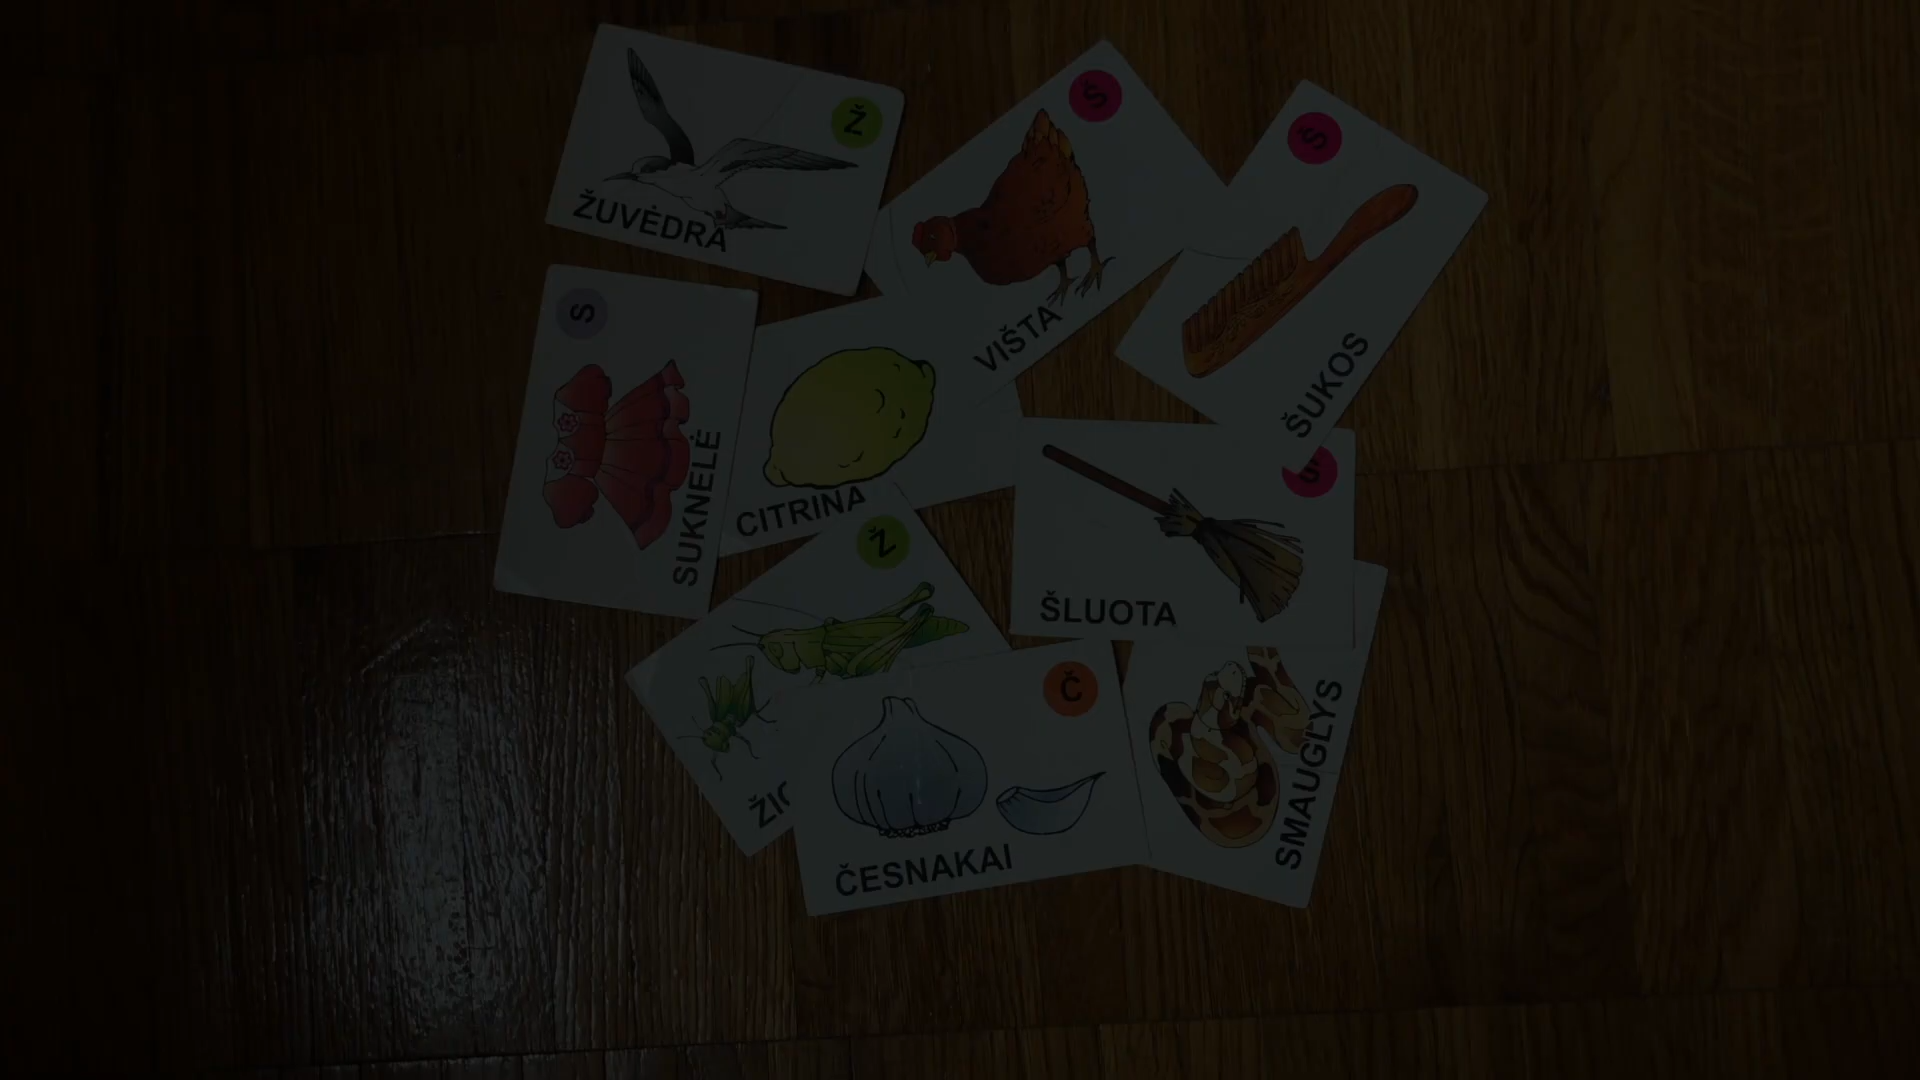 Ž
ŽUVĖDRA
Š
VIŠTA
Š
ŠUKOS
S
SUKNELĖ
CITRINA
ŠLUOTA
Ž
Č
ČESNAKAI
SMAUGLYS